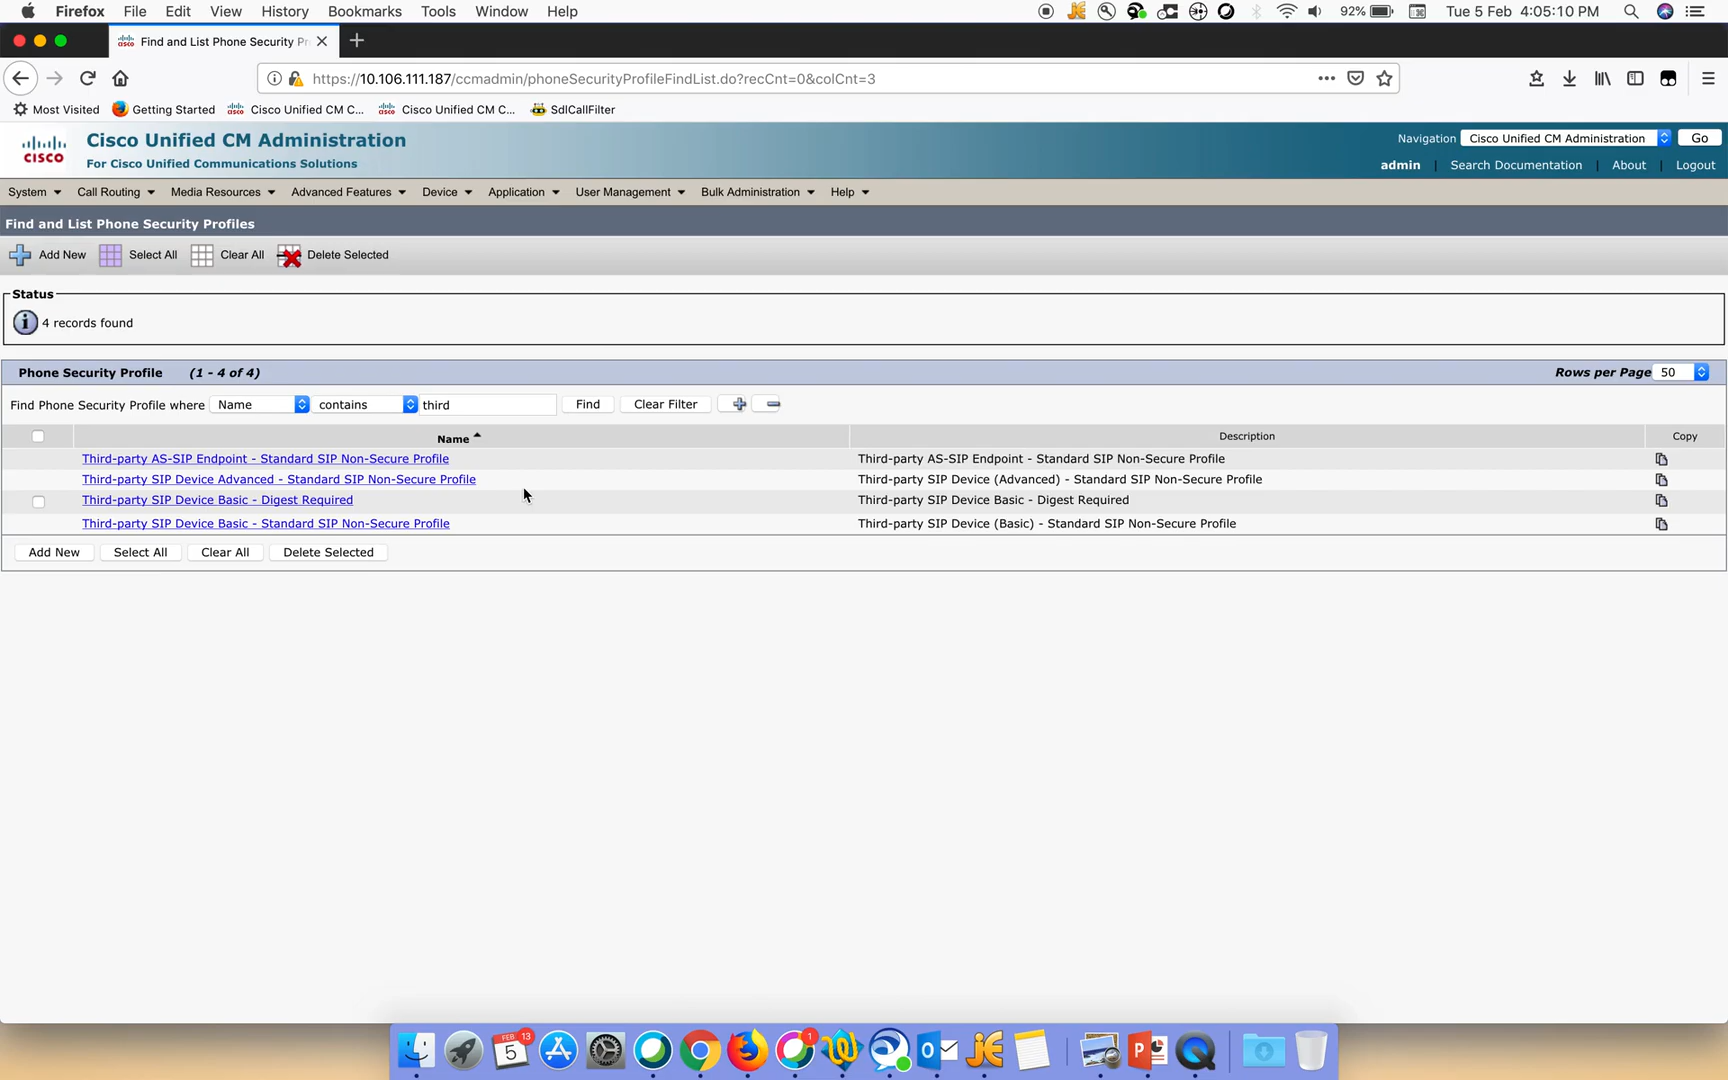 Firefox File Edit View History Bookmarks Tools Window Help 92% Tue 5 Feb 4:05:10 PM
Find and List Phone Security Pr
https://10.106.111.187/ccmadmin/phoneSecurityProfileFindList.do?recCnt=0&colCnt=3
Most Visited Getting Started Cisco Unified CM C... Cisco Unified CM C... SdlCallFilter
Cisco Unified CM Administration
For Cisco Unified Communications Solutions
CISCO
Navigation Cisco Unified CM Administration Go
admin | Search Documentation | About | Logout
System Call Routing Media Resources Advanced Features Device Application User Management Bulk Administration Help
Find and List Phone Security Profiles
Add New Select All Clear All Delete Selected
Status
4 records found
Phone Security Profile (1 - 4 of 4) Rows per Page 50
Find Phone Security Profile where Name contains third Find Clear Filter
Name Description Copy
Third-party AS-SIP Endpoint - Standard SIP Non-Secure Profile Third-party AS-SIP Endpoint - Standard SIP Non-Secure Profile
Third-party SIP Device Advanced - Standard SIP Non-Secure Profile Third-party SIP Device (Advanced) - Standard SIP Non-Secure Profile
Third-party SIP Device Basic - Digest Required Third-party SIP Device Basic - Digest Required
Third-party SIP Device Basic - Standard SIP Non-Secure Profile Third-party SIP Device (Basic) - Standard SIP Non-Secure Profile
Add New Select All Clear All Delete Selected
FEB 13
5
1